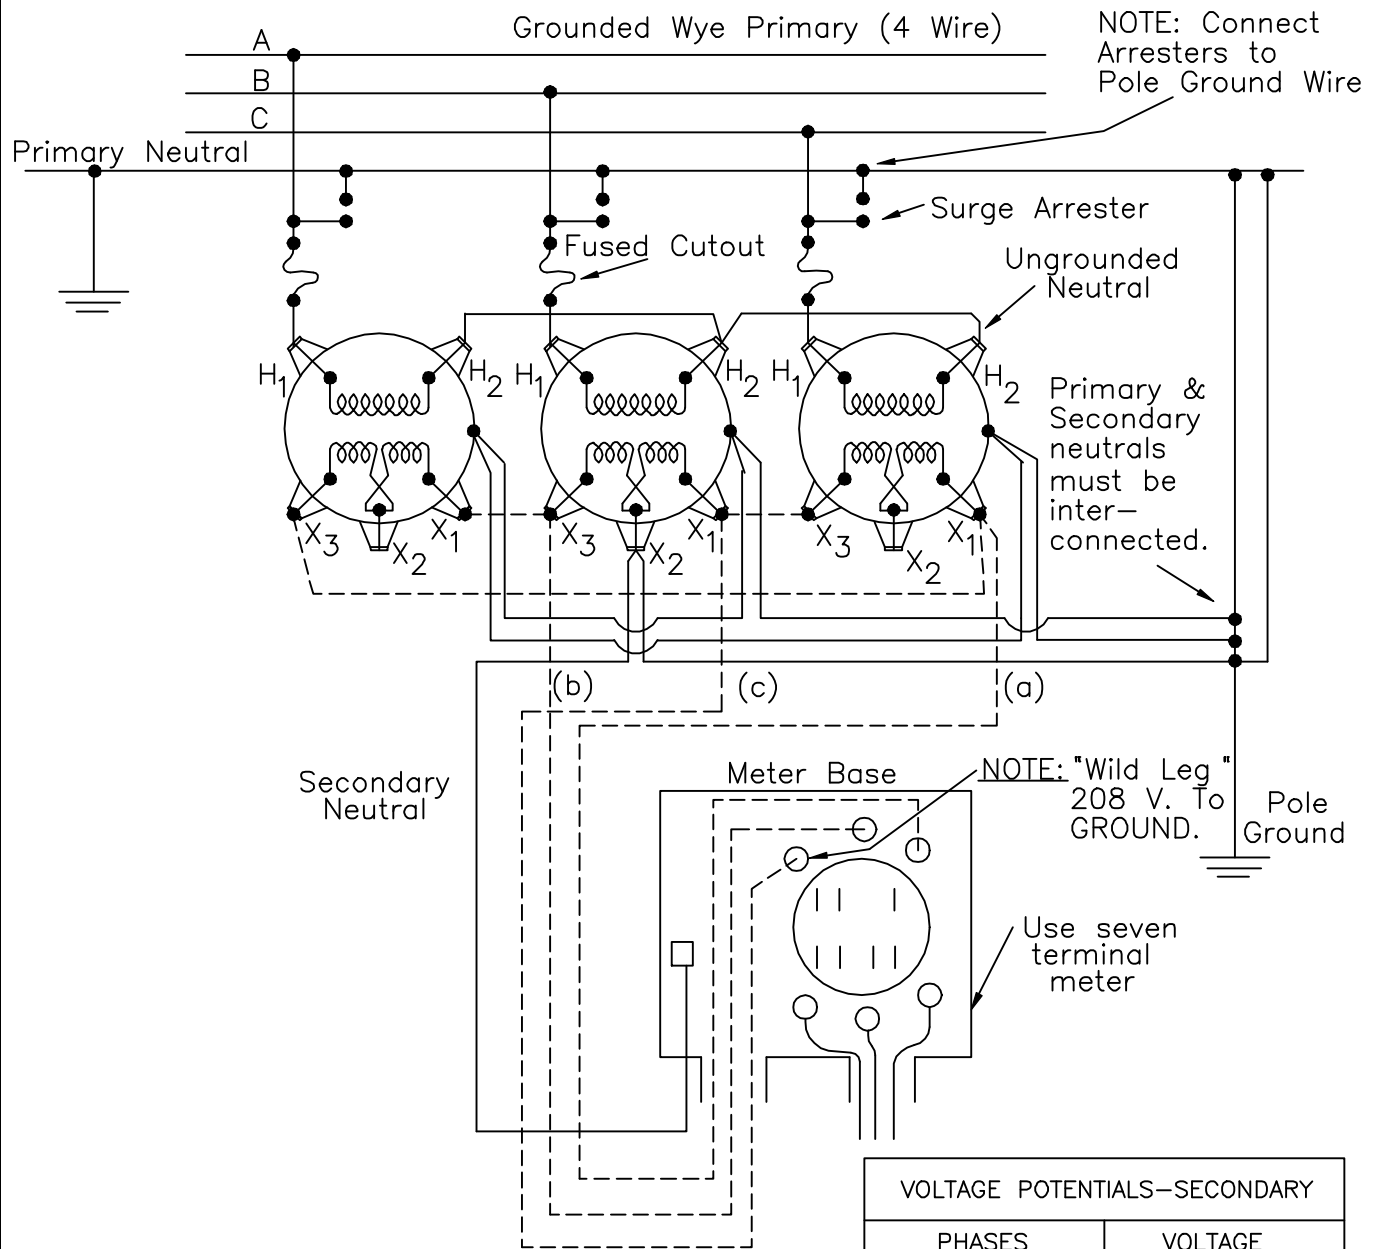 Grounded Wye Primary (4 Wire)
NOTE: Connect
Arresters to
Pole Ground Wire
A
B
C
Primary Neutral
Surge Arrester
Fused Cutout
Ungrounded
Neutral
H1
H2
H1
H2
H1
H2
Primary &
Secondary
neutrals
must be
inter-
connected.
X3
X2
X1
X3
X2
X1
X3
X2
X1
(b)
(c)
(a)
Secondary
Neutral
Meter Base
NOTE: "Wild Leg"
208 V. To
GROUND.
Pole
Ground
Use seven
terminal
meter
VOLTAGE POTENTIALS-SECONDARY
PHASES
VOLTAGE